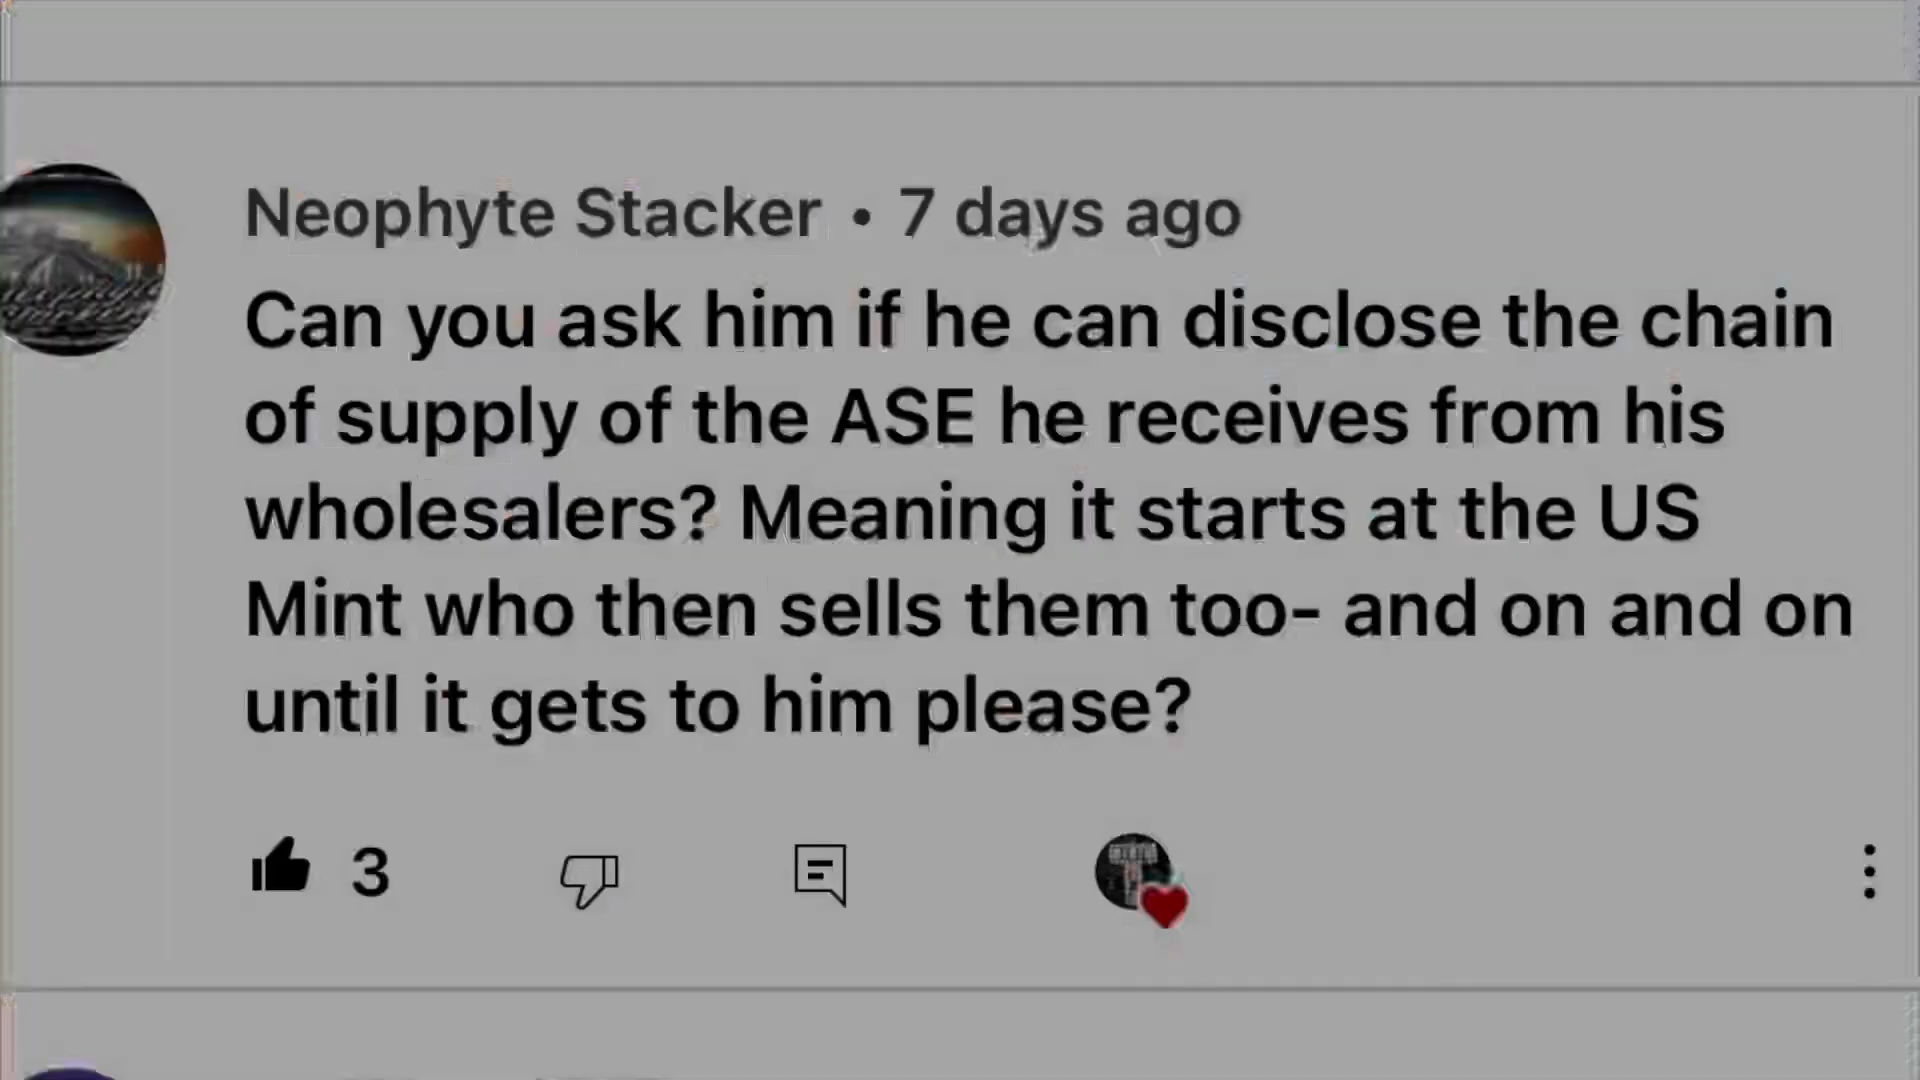 Neophyte Stacker • 7 days ago
Can you ask him if he can disclose the chain
of supply of the ASE he receives from his
wholesalers? Meaning it starts at the US
Mint who then sells them too- and on and on
until it gets to him please?
3